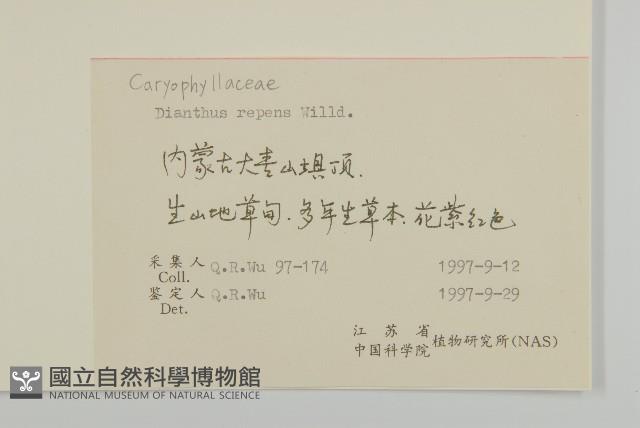 Caryophyllaceae
Dianthus repens Willd.
内蒙古大青山坝顶.
生山地草甸.多年生草本.花紫红色
采集人 Q.R.Wu 97-174 1997-9-12
Coll.
鉴定人 Q.R.Wu 1997-9-29
Det.
江苏省
中国科学院 植物研究所(NAS)
國立自然科學博物館
NATIONAL MUSEUM OF NATURAL SCIENCE